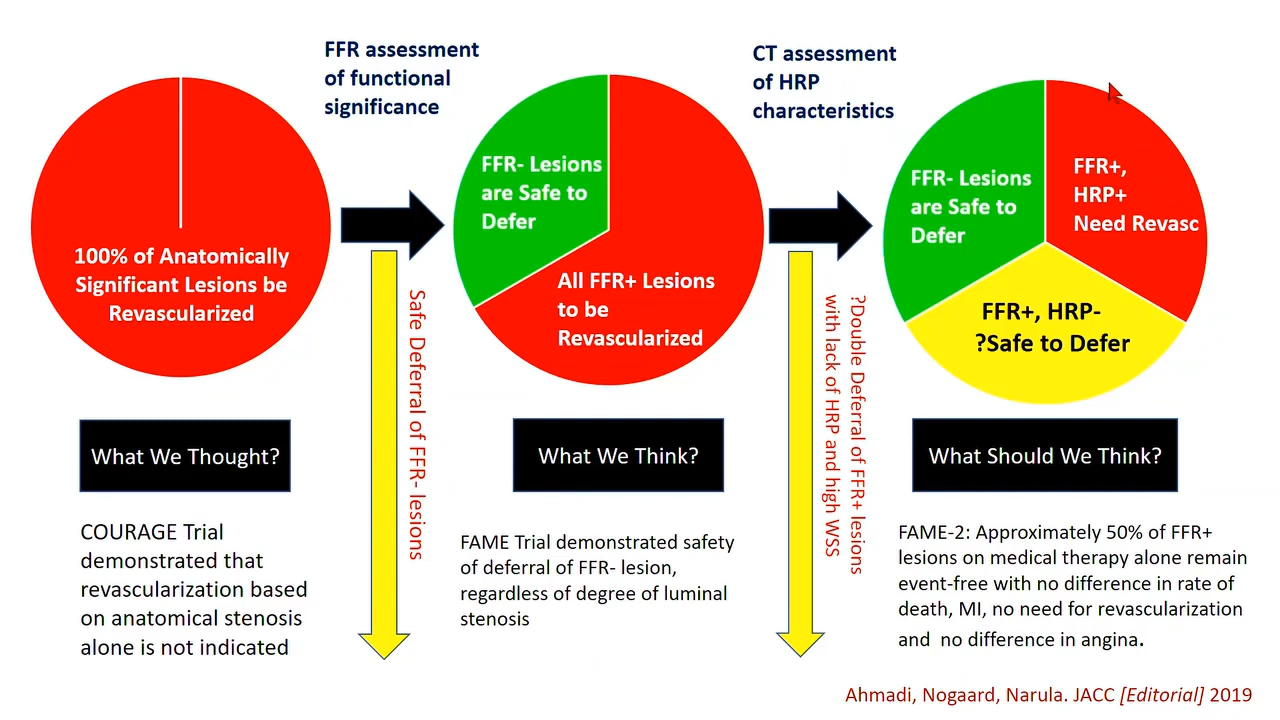 FFR assessment
of functional
significance
CT assessment
of HRP
characteristics
100% of Anatomically
Significant Lesions be
Revascularized
FFR- Lesions
are Safe to
Defer
All FFR+ Lesions
to be
Revascularized
FFR- Lesions
are Safe to
Defer
FFR+,
HRP+
Need Revasc
FFR+, HRP-
?Safe to Defer
Safe Deferral of FFR- lesions
?Double Deferral of FFR+ lesions
with lack of HRP and high WSS
What We Thought?
What We Think?
What Should We Think?
COURAGE Trial
demonstrated that
revascularization based
on anatomical stenosis
alone is not indicated
FAME Trial demonstrated safety
of deferral of FFR- lesion,
regardless of degree of luminal
stenosis
FAME-2: Approximately 50% of FFR+
lesions on medical therapy alone remain
event-free with no difference in rate of
death, MI, no need for revascularization
and no difference in angina.
Ahmadi, Nogaard, Narula. JACC [Editorial] 2019